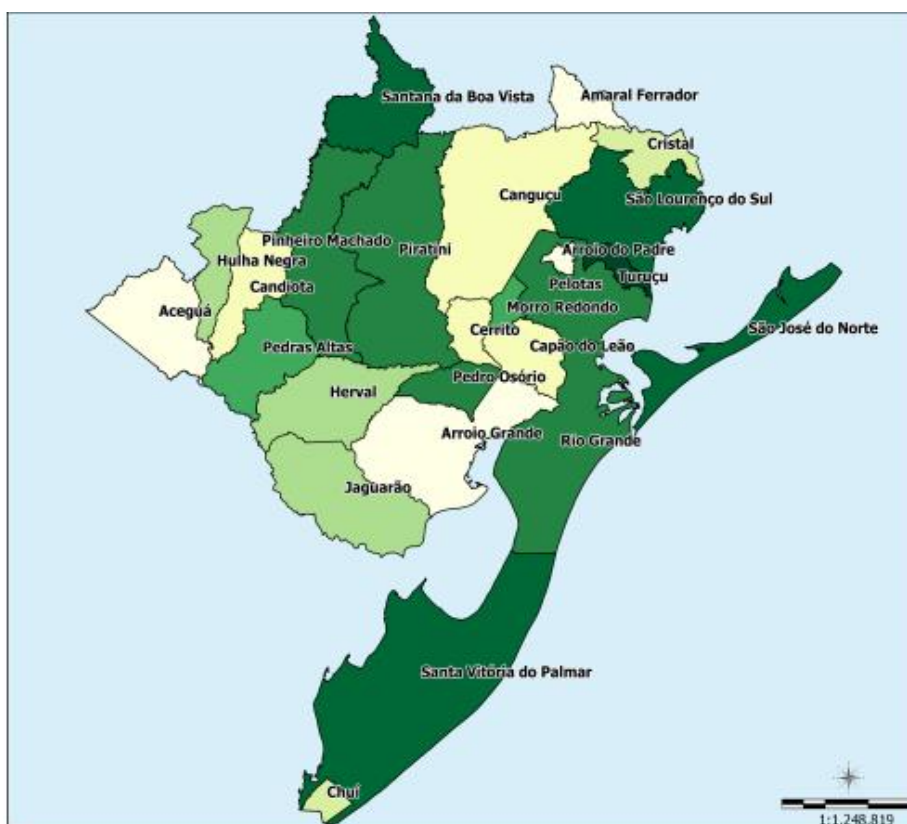 Santana da Boa Vista
Amaral Ferrador
Cristal
Canguçu
São Lourenço do Sul
Pinheiro Machado
Piratini
Arroio do Padre
Hulha Negra
Turuçu
Candiota
Pelotas
Morro Redondo
Aceguá
São José do Norte
Cerrito
Capão do Leão
Pedras Altas
Pedro Osório
Herval
Arroio Grande
Rio Grande
Jaguarão
Santa Vitória do Palmar
Chuí
1:1.248.819